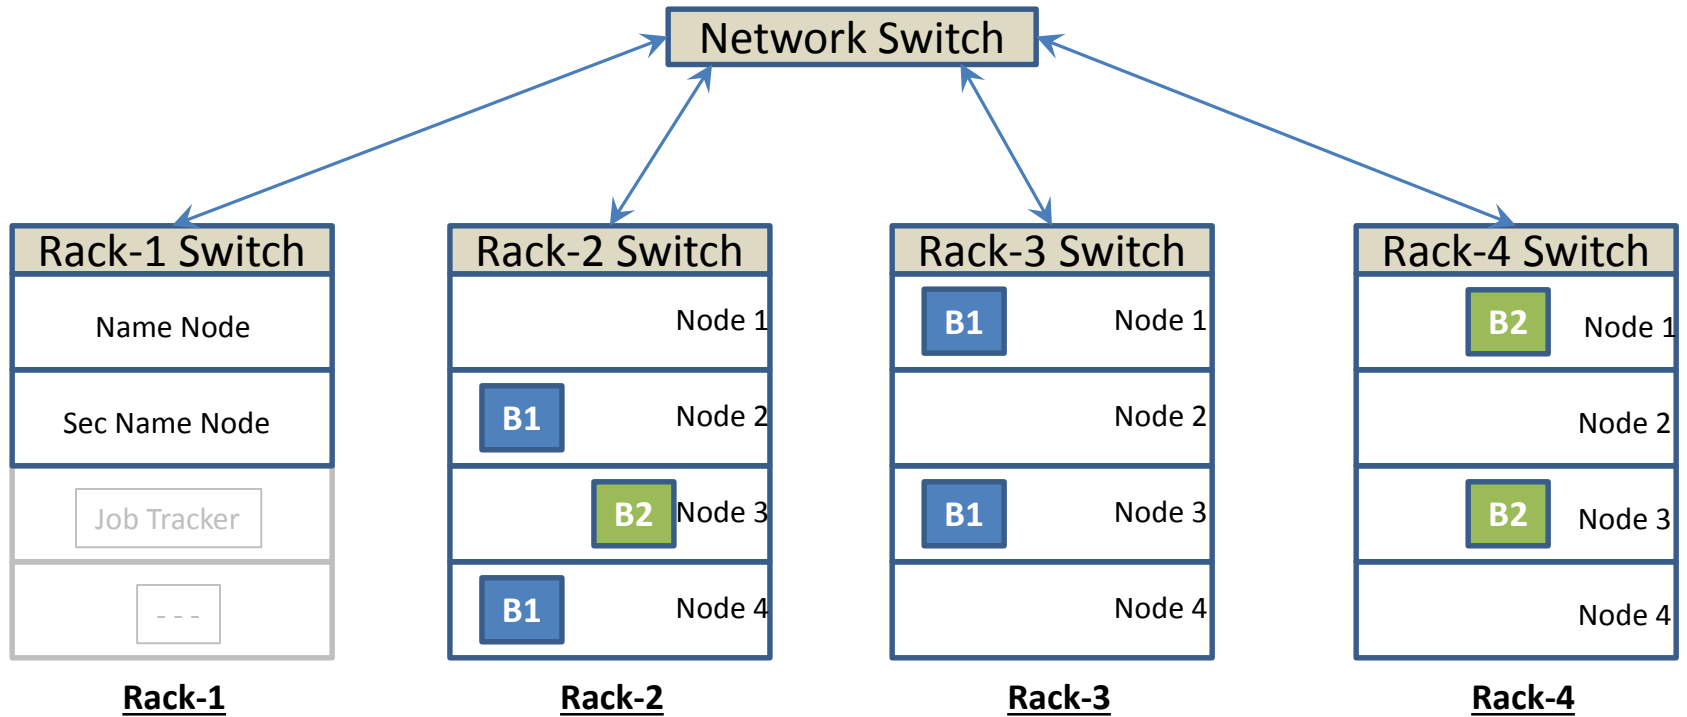 Network Switch
Rack-1 Switch
Name Node
Sec Name Node
Job Tracker
- - -
Rack-1
Rack-2 Switch
Node 1
B1 Node 2
B2 Node 3
B1 Node 4
Rack-2
Rack-3 Switch
B1 Node 1
Node 2
B1 Node 3
Node 4
Rack-3
Rack-4 Switch
B2 Node 1
Node 2
B2 Node 3
Node 4
Rack-4